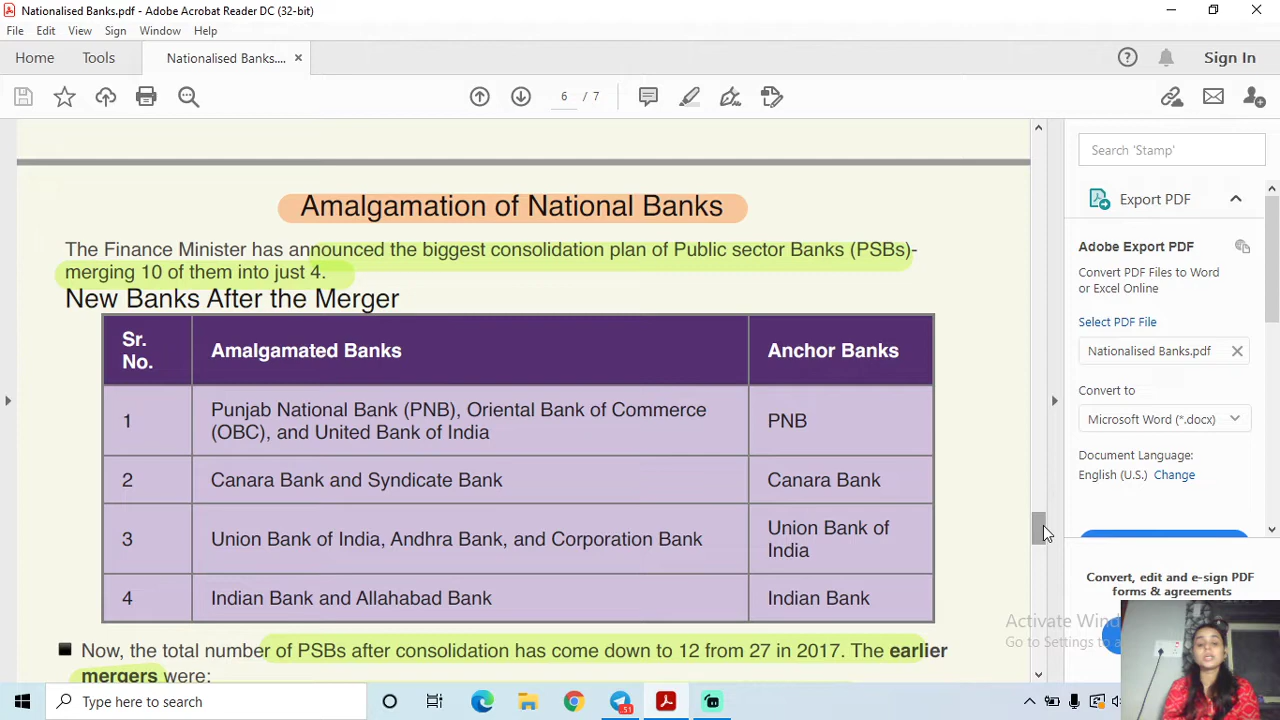 Nationalised Banks.pdf - Adobe Acrobat Reader DC (32-bit)
File Edit View Sign Window Help
Home Tools Nationalised Banks.... ×
6 / 7
Sign In
Amalgamation of National Banks
The Finance Minister has announced the biggest consolidation plan of Public sector Banks (PSBs)-
merging 10 of them into just 4.
New Banks After the Merger
Sr. No. Amalgamated Banks Anchor Banks
1 Punjab National Bank (PNB), Oriental Bank of Commerce
(OBC), and United Bank of India PNB
2 Canara Bank and Syndicate Bank Canara Bank
3 Union Bank of India, Andhra Bank, and Corporation Bank Union Bank of
India
4 Indian Bank and Allahabad Bank Indian Bank
Now, the total number of PSBs after consolidation has come down to 12 from 27 in 2017. The earlier
mergers were:
Search 'Stamp'
Export PDF
Adobe Export PDF
Convert PDF Files to Word
or Excel Online
Select PDF File
Nationalised Banks.pdf
Convert to
Microsoft Word (*.docx)
Document Language:
English (U.S.) Change
Convert, edit and e-sign PDF
forms & agreements
Activate Wind
Go to Settings to a
Type here to search
51